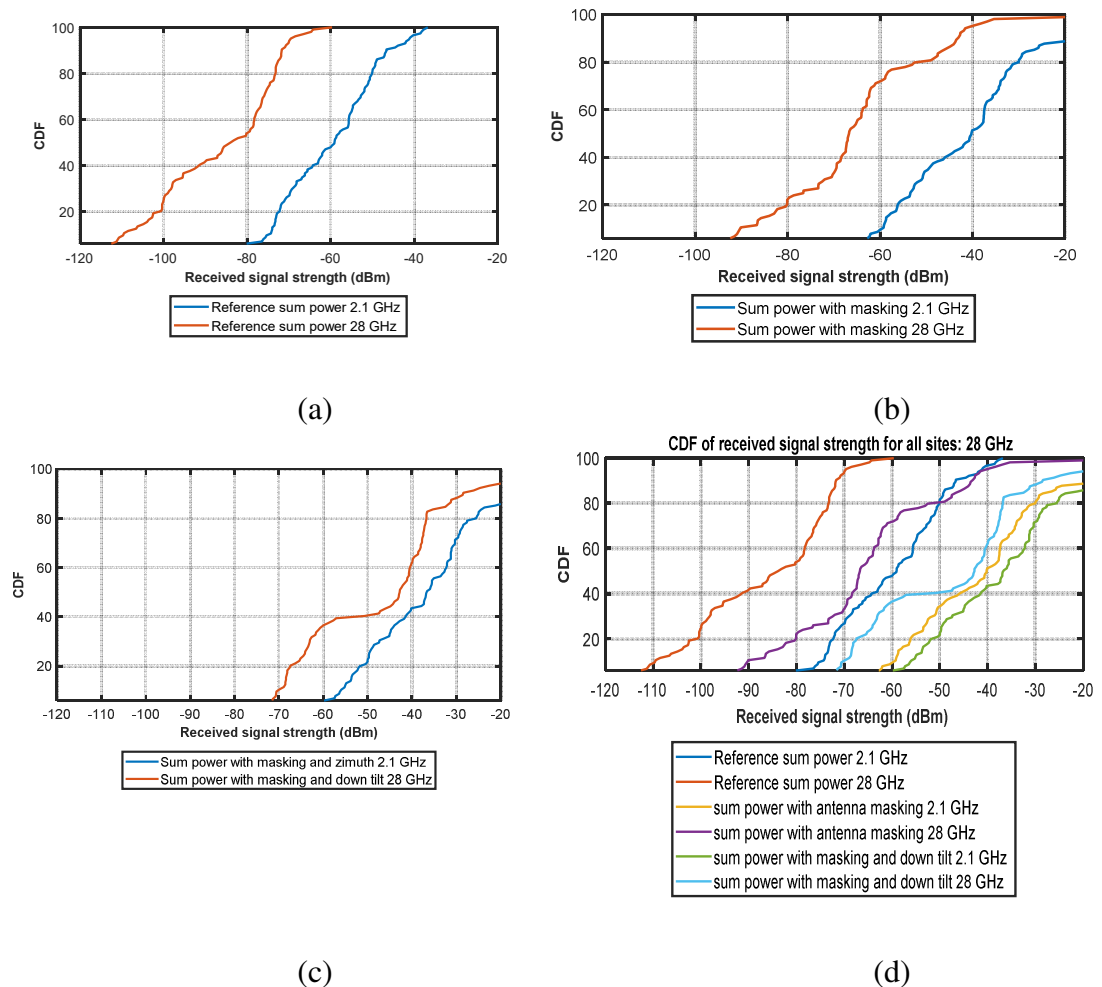 100
80
60
40
20
CDF
-120
-100
-80
-60
-40
-20
Received signal strength (dBm)
Reference sum power 2.1 GHz
Reference sum power 28 GHz
(a)
100
80
60
40
20
CDF
-120
-100
-80
-60
-40
-20
Received signal strength (dBm)
Sum power with masking 2.1 GHz
Sum power with masking 28 GHz
(b)
100
80
60
40
20
CDF
-120
-110
-100
-90
-80
-70
-60
-50
-40
-30
-20
Received signal strength (dBm)
Sum power with masking and zimuth 2.1 GHz
Sum power with masking and down tilt 28 GHz
(c)
CDF of received signal strength for all sites: 28 GHz
100
80
60
40
20
CDF
-120
-110
-100
-90
-80
-70
-60
-50
-40
-30
-20
Received signal strength (dBm)
Reference sum power 2.1 GHz
Reference sum power 28 GHz
sum power with antenna masking 2.1 GHz
sum power with antenna masking 28 GHz
sum power with masking and down tilt 2.1 GHz
sum power with masking and down tilt 28 GHz
(d)